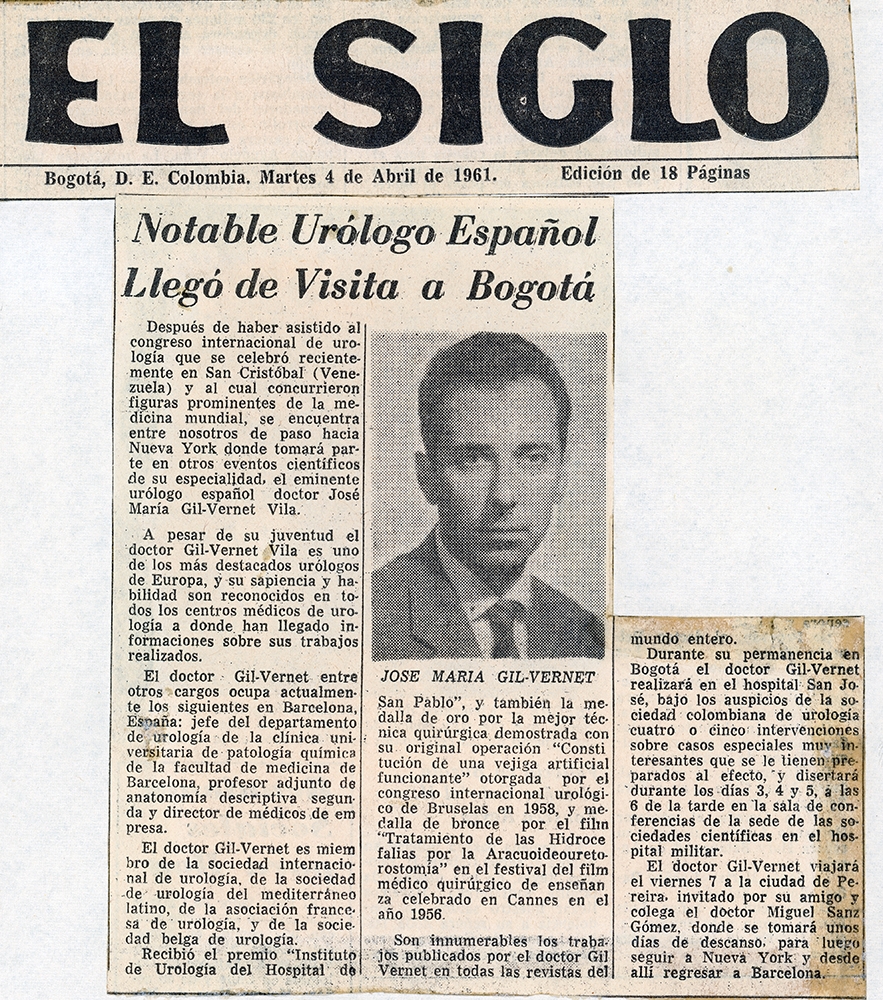 EL SIGLO
Bogotá, D. E. Colombia. Martes 4 de Abril de 1961.
Edición de 18 Páginas
Notable Urólogo Español
Llegó de Visita a Bogotá
Después de haber asistido al
congreso internacional de uro-
logía que se celebró reciente-
mente en San Cristóbal (Vene-
zuela) y al cual concurrieron
figuras prominentes de la me-
dicina mundial, se encuentra
entre nosotros de paso hacia
Nueva York donde tomará par-
te en otros eventos científicos
de su especialidad, el eminente
urólogo español doctor José
María Gil-Vernet Vila.
A pesar de su juventud el
doctor Gil-Vernet Vila es uno
de los más destacados urólogos
de Europa, y su sapiencia y ha-
bilidad son reconocidos en to-
dos los centros médicos de uro-
logía a donde han llegado in-
formaciones sobre sus trabajos
realizados.
El doctor Gil-Vernet entre
otros cargos ocupa actualmen-
te los siguientes en Barcelona,
España: jefe del departamento
de urología de la clínica uni-
versitaria de patología química
de la facultad de medicina de
Barcelona, profesor adjunto de
anatonomía descriptiva segun-
da y director de médicos de em
presa.
El doctor Gil-Vernet es miem
bro de la sociedad internacio-
nal de urología, de la sociedad
de urología del mediterráneo
latino, de la asociación france-
sa de urología, y de la socie-
dad belga de urología.
Recibió el premio "Instituto
de Urología del Hospital de
JOSE MARIA GIL-VERNET
San Pablo", y también la me-
dalla de oro por la mejor téc-
nica quirúrgica demostrada con
su original operación "Consti
tución de una vejiga artificial
funcionante" otorgada por el
congreso internacional urológi-
co de Bruselas en 1958, y me-
dalla de bronce por el film
"Tratamiento de las Hidroce
falias por la Aracuoideoureto-
rostomía" en el festival del film
médico quirúrgico de enseñan
za celebrado en Cannes en el
año 1956.
Son innumerables los traba-
jos publicados por el doctor Gil
Vernet en todas las revistas del
mundo entero.
Durante su permanencia en
Bogotá el doctor Gil-Vernet
realizará en el hospital San Jo-
sé, bajo los auspicios de la so-
ciedad colombiana de urología
cuatró o cinco intervenciones
sobre casos especiales muy in-
teresantes que se le tienen pre-
parados al efecto, y disertará
durante los días 3, 4 y 5, a las
6 de la tarde en la sala de con-
ferencias de la sede de las so-
ciedades científicas en el hos-
pital militar.
El doctor Gil-Vernet viajará
el viernes 7 a la ciudad de Pe-
reira, invitado por su amigo y
colega el doctor Miguel Sanz
Gómez, donde se tomará unos
días de descanso, para luego
seguir a Nueva York y desde
allí regresar a Barcelona.